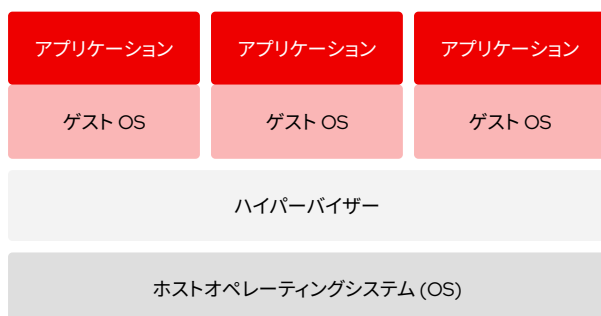 アプリケーション アプリケーション アプリケーション
ゲスト OS ゲスト OS ゲスト OS
ハイパーバイザー
ホストオペレーティングシステム (OS)